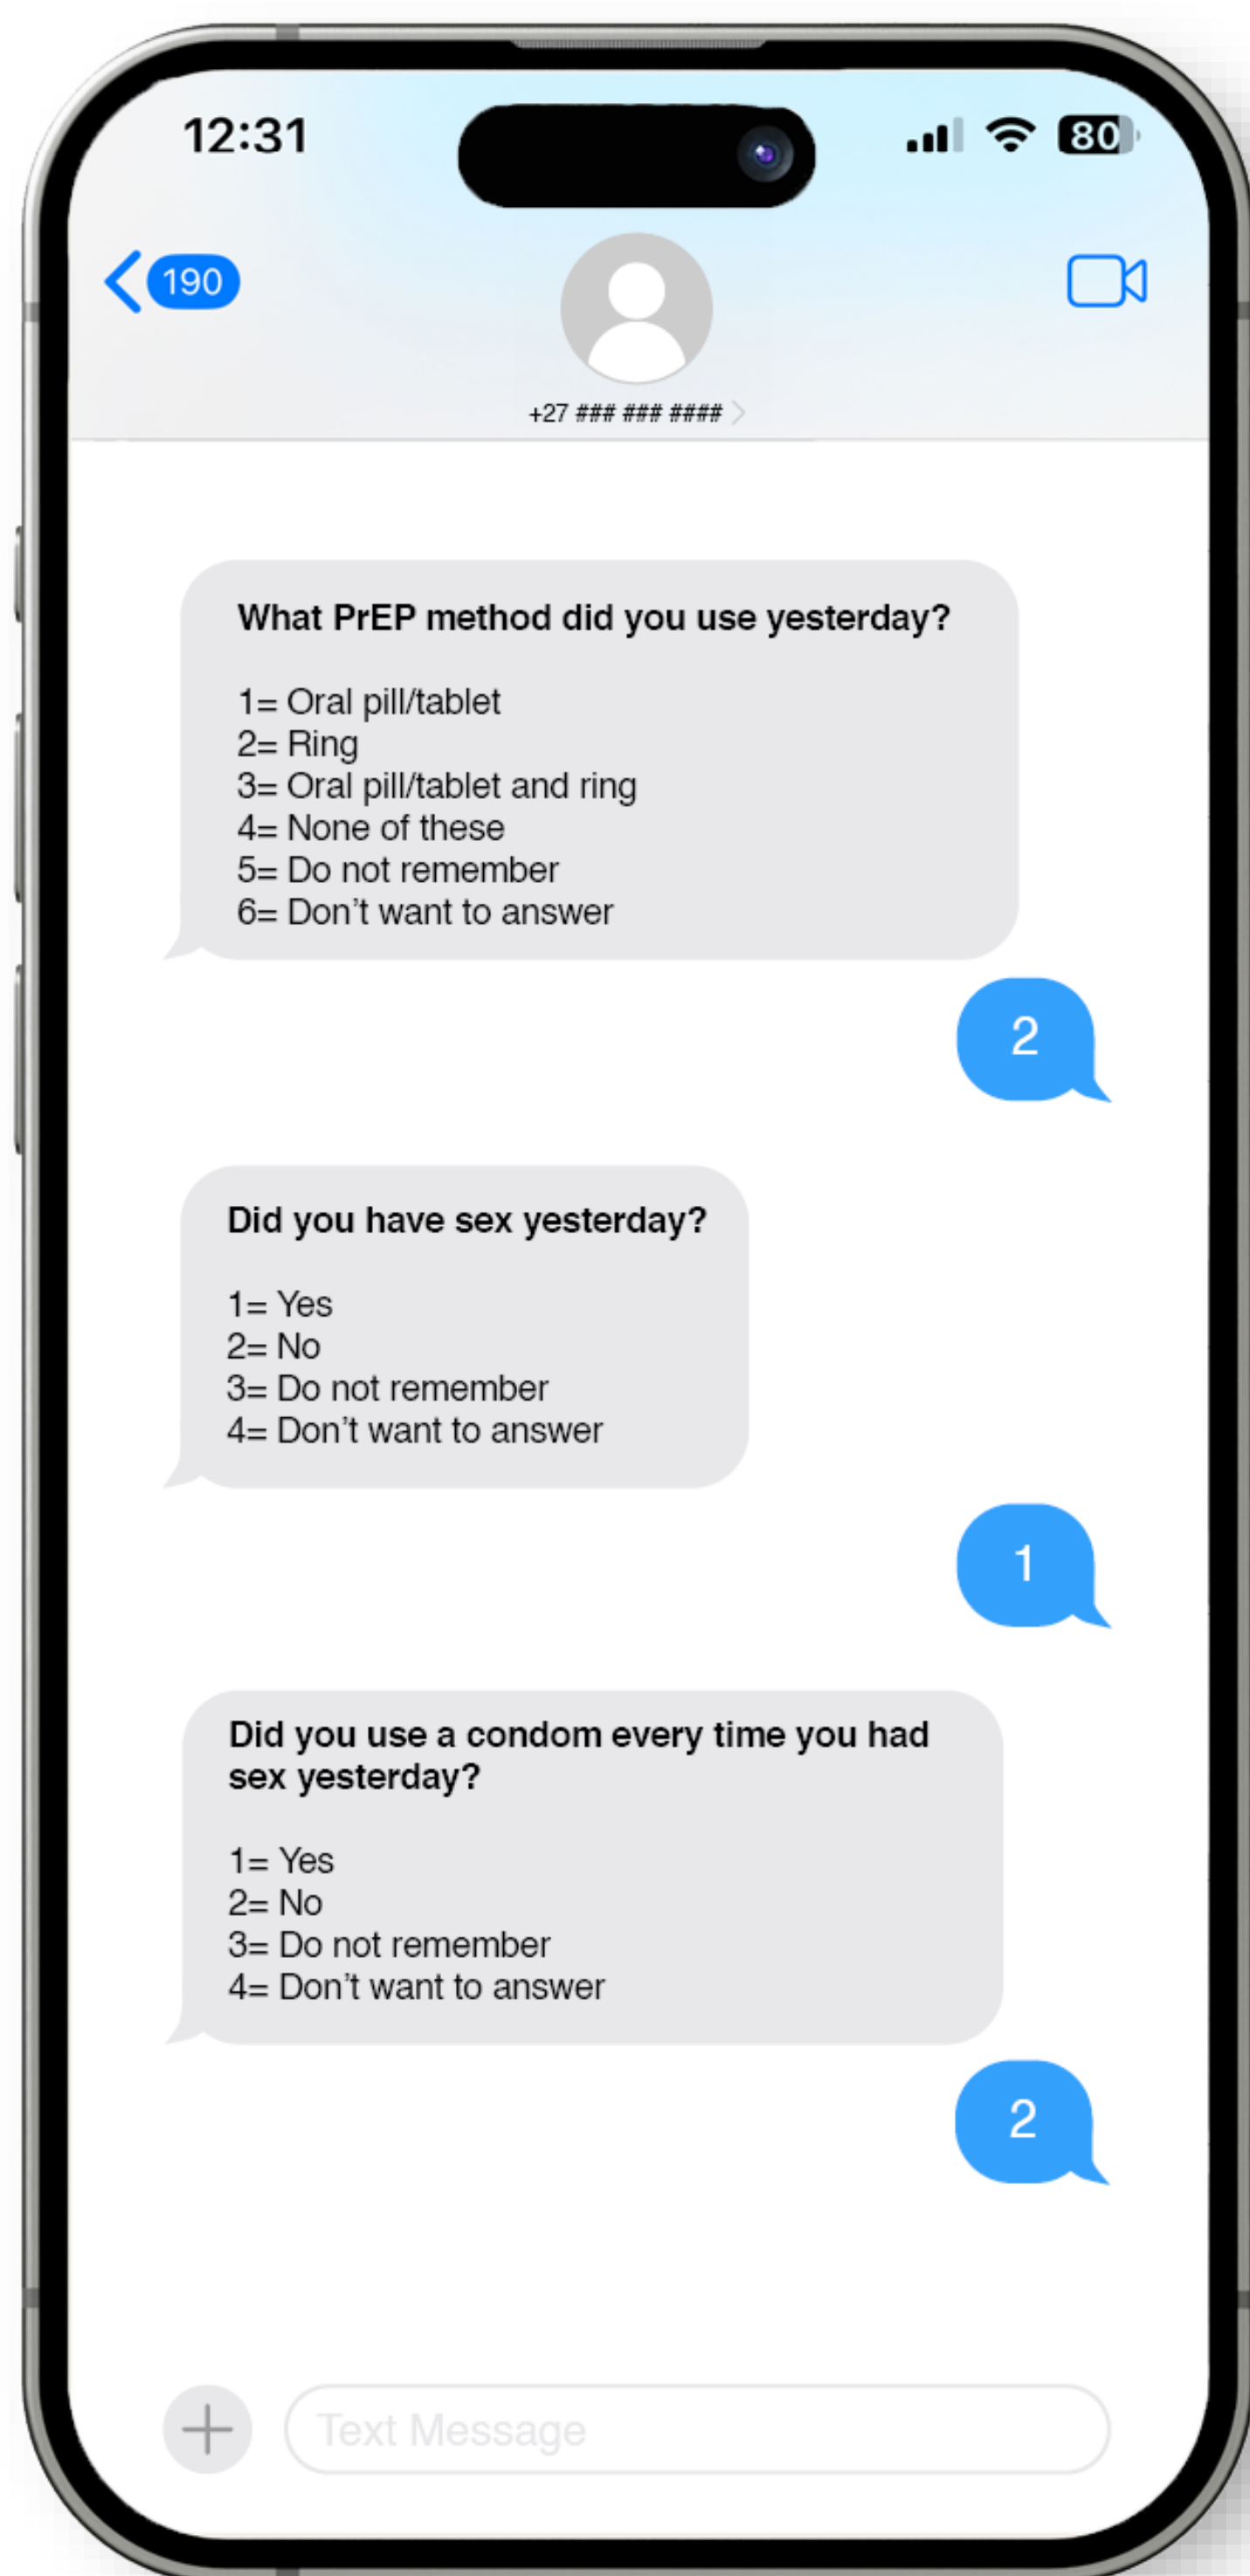 12:31
80
190
+27 ### ### ####
What PrEP method did you use yesterday?
1= Oral pill/tablet
2= Ring
3= Oral pill/tablet and ring
4= None of these
5= Do not remember
6= Don’t want to answer
2
Did you have sex yesterday?
1= Yes
2= No
3= Do not remember
4= Don’t want to answer
1
Did you use a condom every time you had
sex yesterday?
1= Yes
2= No
3= Do not remember
4= Don’t want to answer
2
Text Message